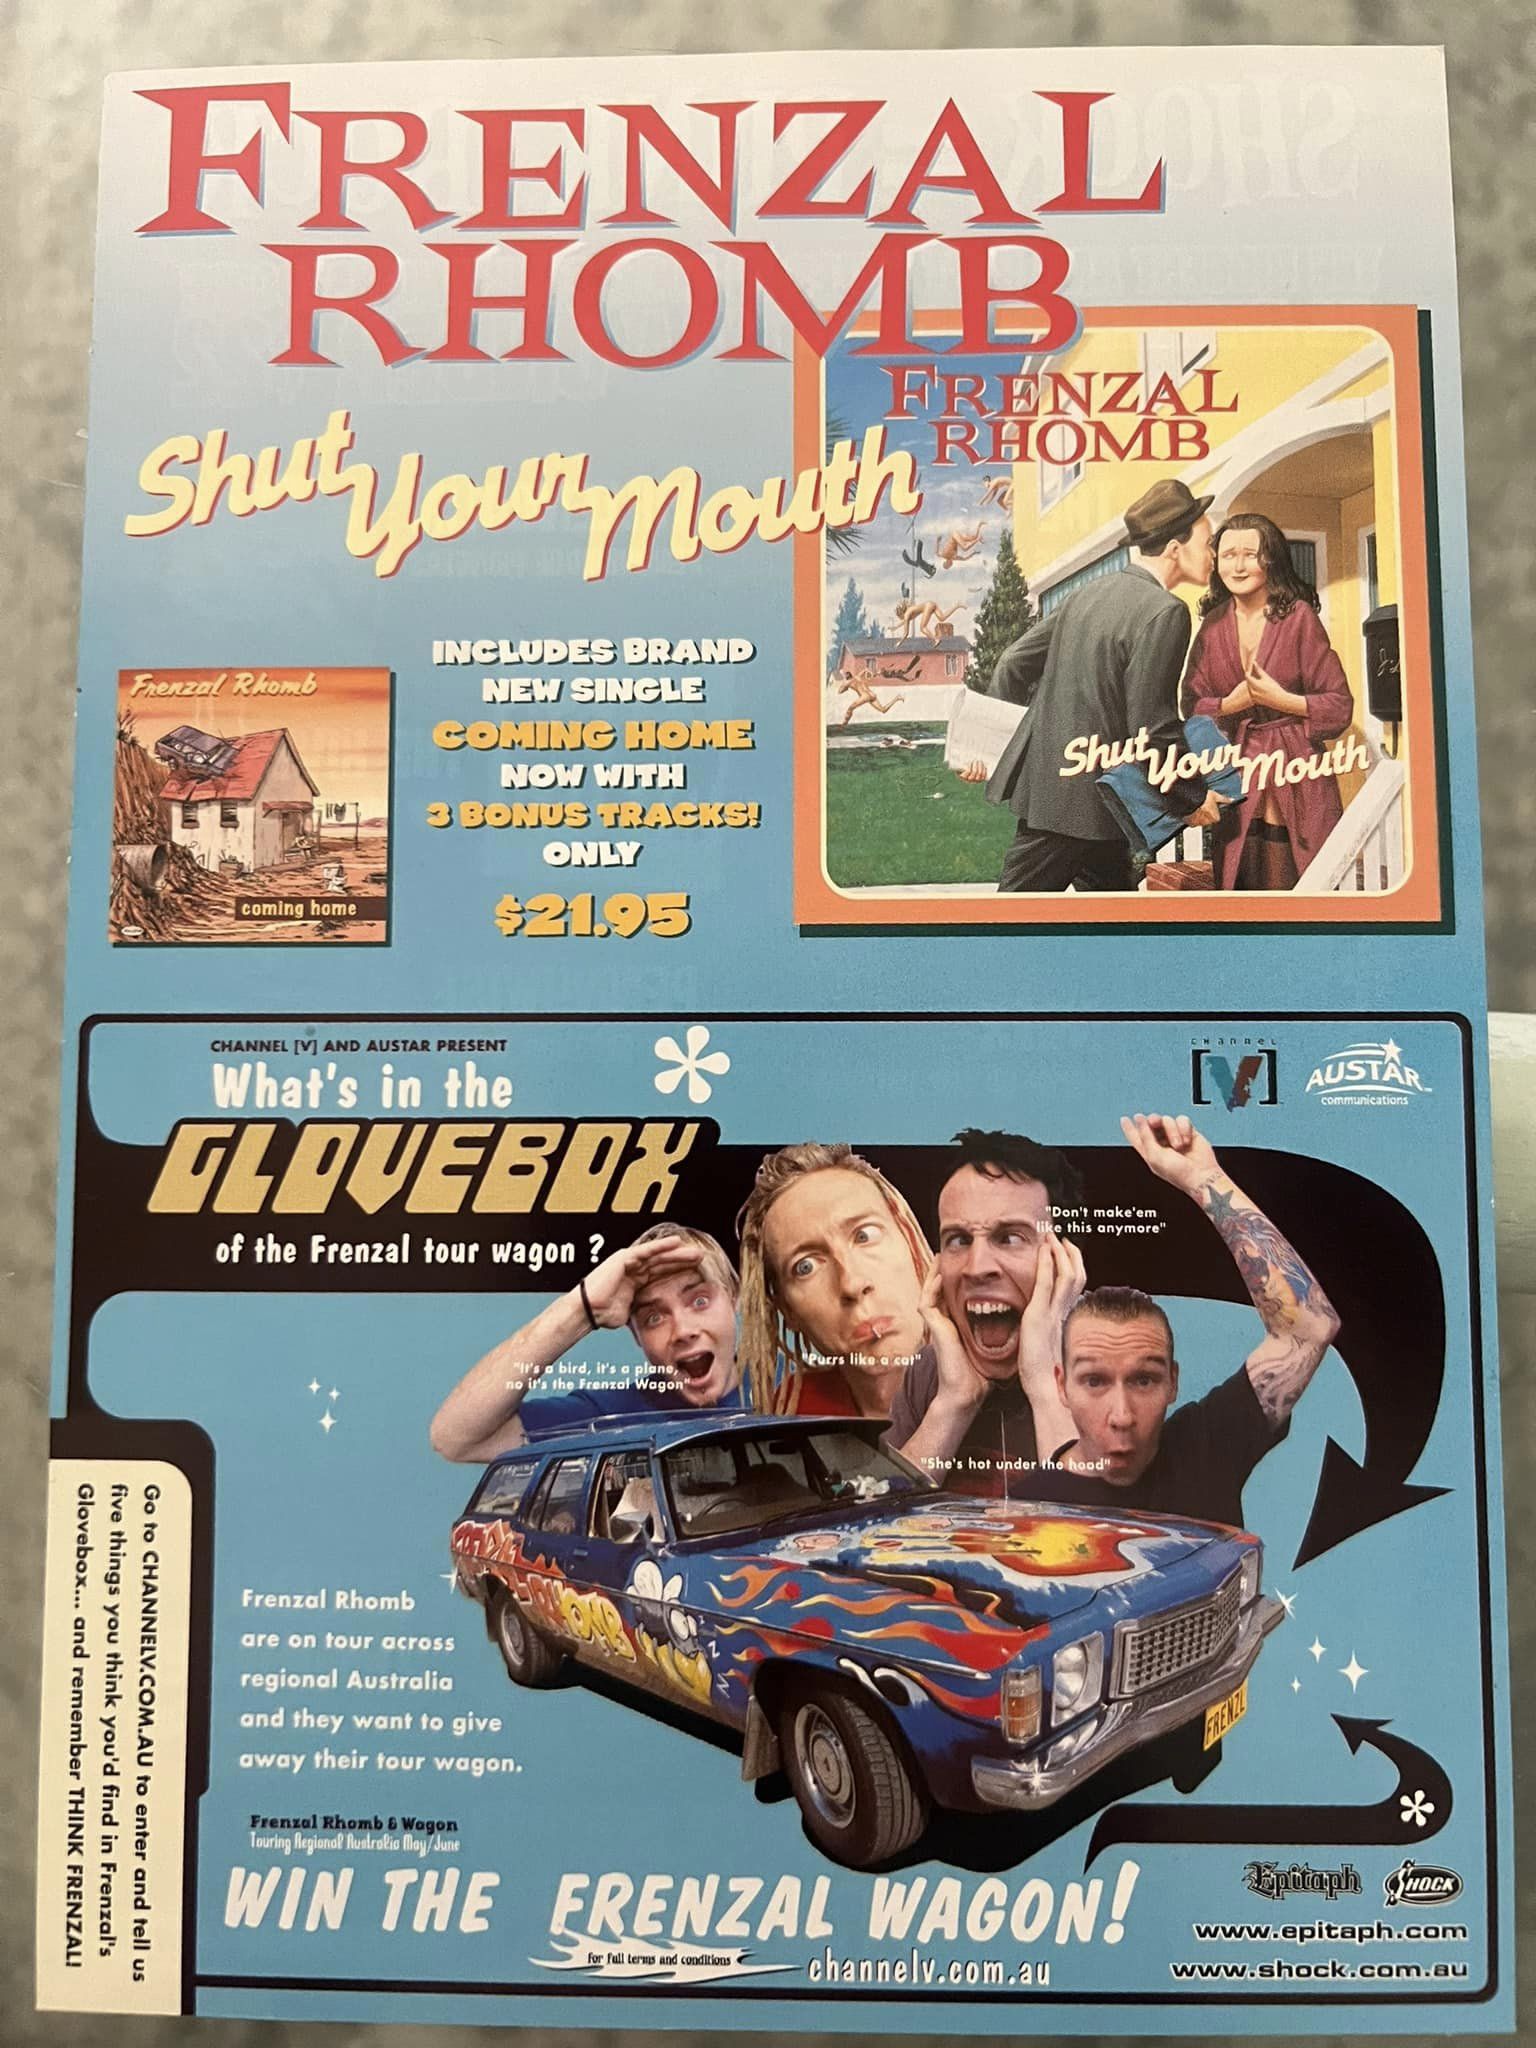 FRENZAL
RHOMB
Shut Your Mouth
FRENZAL
RHOMB
Shut Your Mouth
Frenzal Rhomb
coming home
INCLUDES BRAND
NEW SINGLE
COMING HOME
NOW WITH
3 BONUS TRACKS!
ONLY
$21.95
CHANNEL [V] AND AUSTAR PRESENT
What's in the
GLOVEBOX
of the Frenzal tour wagon ?
CHANNEL
[V]
AUSTAR
communications
"Don't make'em
like this anymore"
"It's a bird, it's a plane,
no it's the Frenzal Wagon"
"Purrs like a cat"
"She's hot under the hood"
RHOMB
FRENZL
Go to CHANNELV.COM.AU to enter and tell us
five things you think you'd find in Frenzal's
Glovebox... and remember THINK FRENZAL!
Frenzal Rhomb
are on tour across
regional Australia
and they want to give
away their tour wagon.
Frenzal Rhomb & Wagon
Touring Regional Australia May/June
WIN THE FRENZAL WAGON!
For full terms and conditions
channelv.com.au
Epitaph
SHOCK
www.epitaph.com
www.shock.com.au